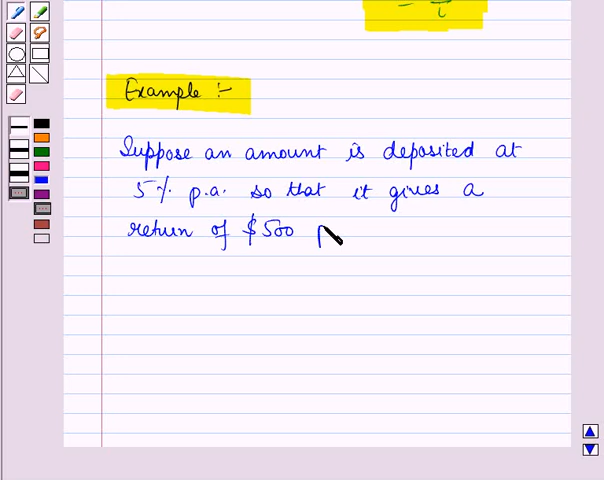 Example :-
Suppose an amount is deposited at
5% p.a. so that it gives a
return of $500